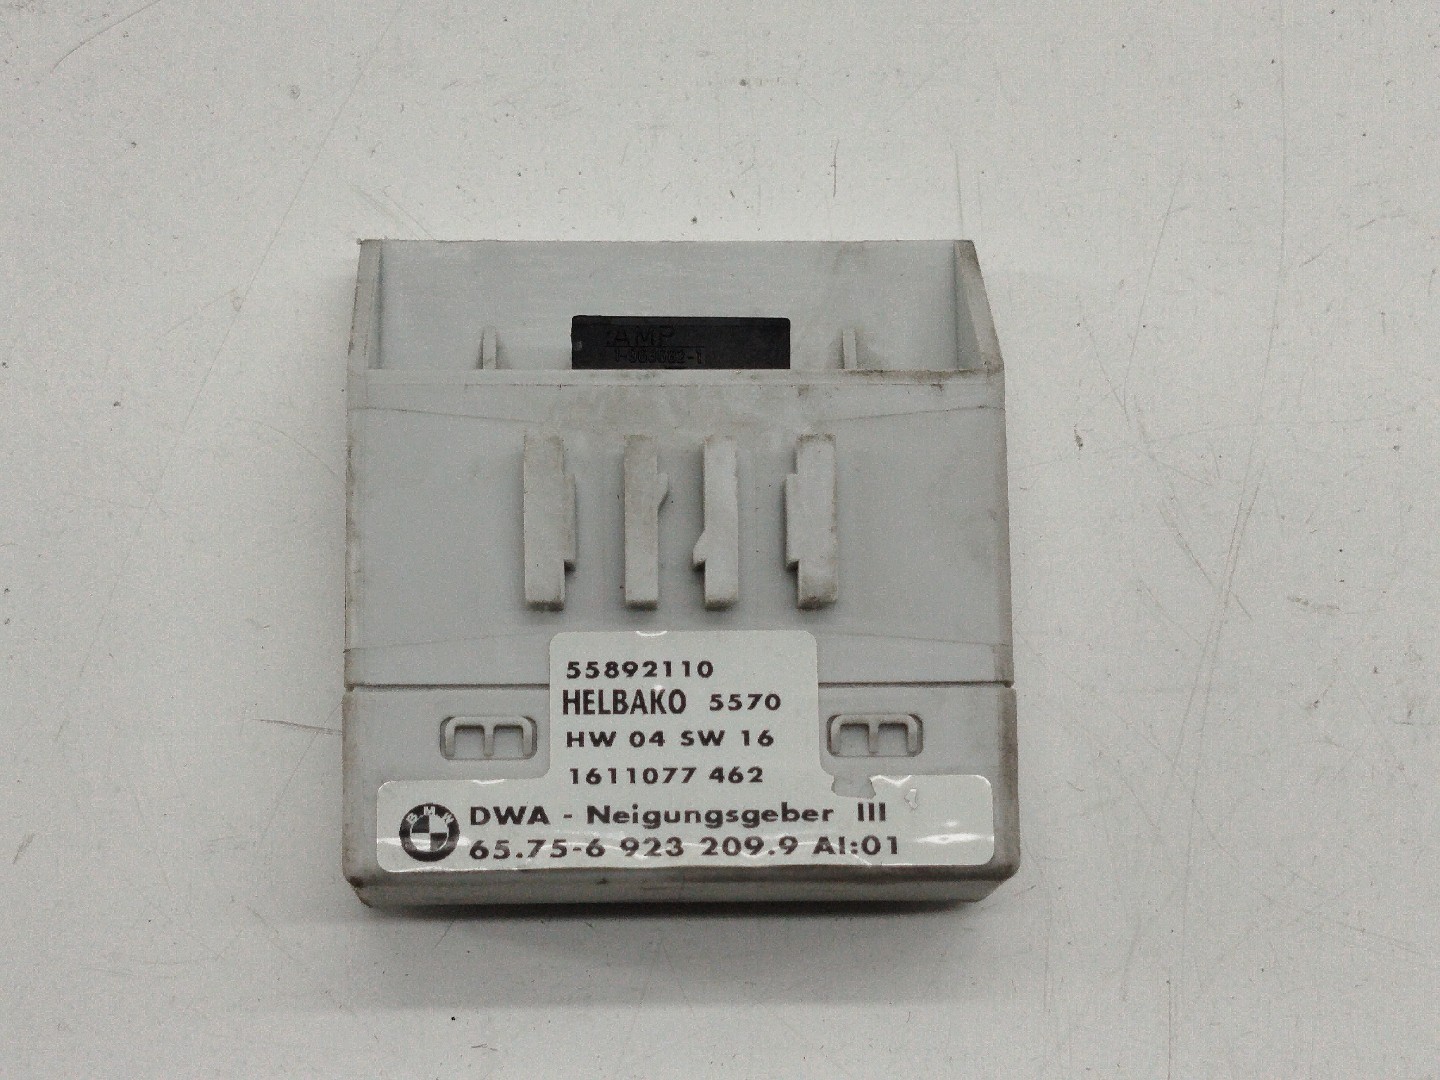 AMP
55892110
HELBAKO 5570
HW 04 SW 16
1611077 462
BMW
DWA - Neigungsgeber III
65.75-6 923 209.9 AI:01